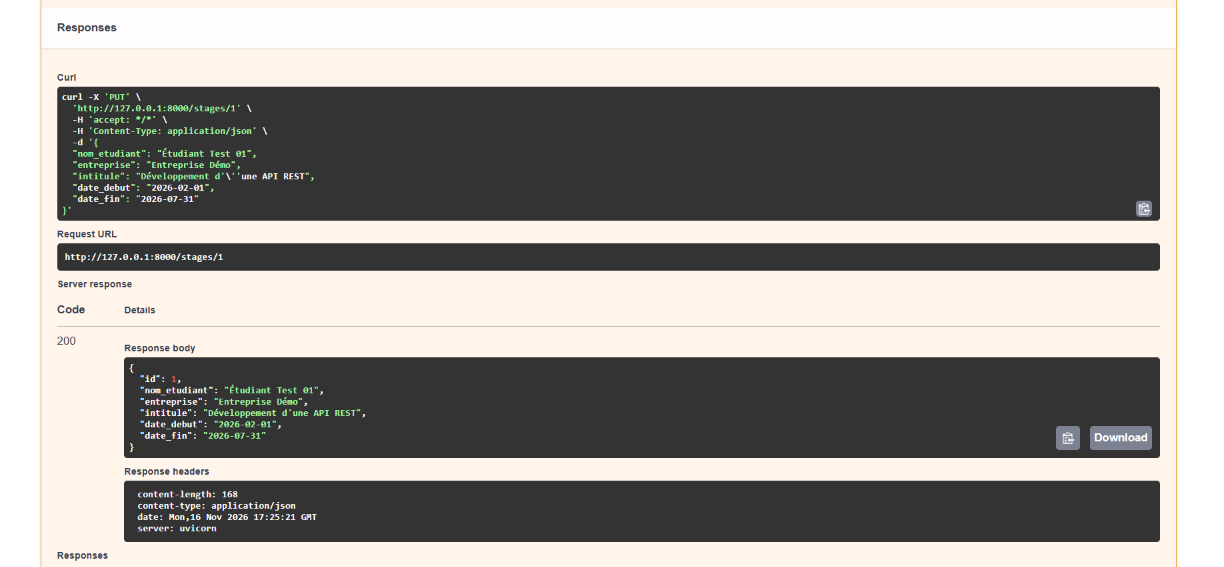 Responses
Curl
curl -X 'PUT' \
  'http://127.0.0.1:8000/stages/1' \
  -H 'accept: */*' \
  -H 'Content-Type: application/json' \
  -d '{
  "nom_etudiant": "Étudiant Test 01",
  "entreprise": "Entreprise Démo",
  "intitule": "Développement d'\''une API REST",
  "date_debut": "2026-02-01",
  "date_fin": "2026-07-31"
}'
Request URL
http://127.0.0.1:8000/stages/1
Server response
Code Details
200
Response body
{
  "id": 1,
  "nom_etudiant": "Étudiant Test 01",
  "entreprise": "Entreprise Démo",
  "intitule": "Développement d'une API REST",
  "date_debut": "2026-02-01",
  "date_fin": "2026-07-31"
}
Download
Response headers
content-length: 168
content-type: application/json
date: Mon,16 Nov 2026 17:25:21 GMT
server: uvicorn
Responses